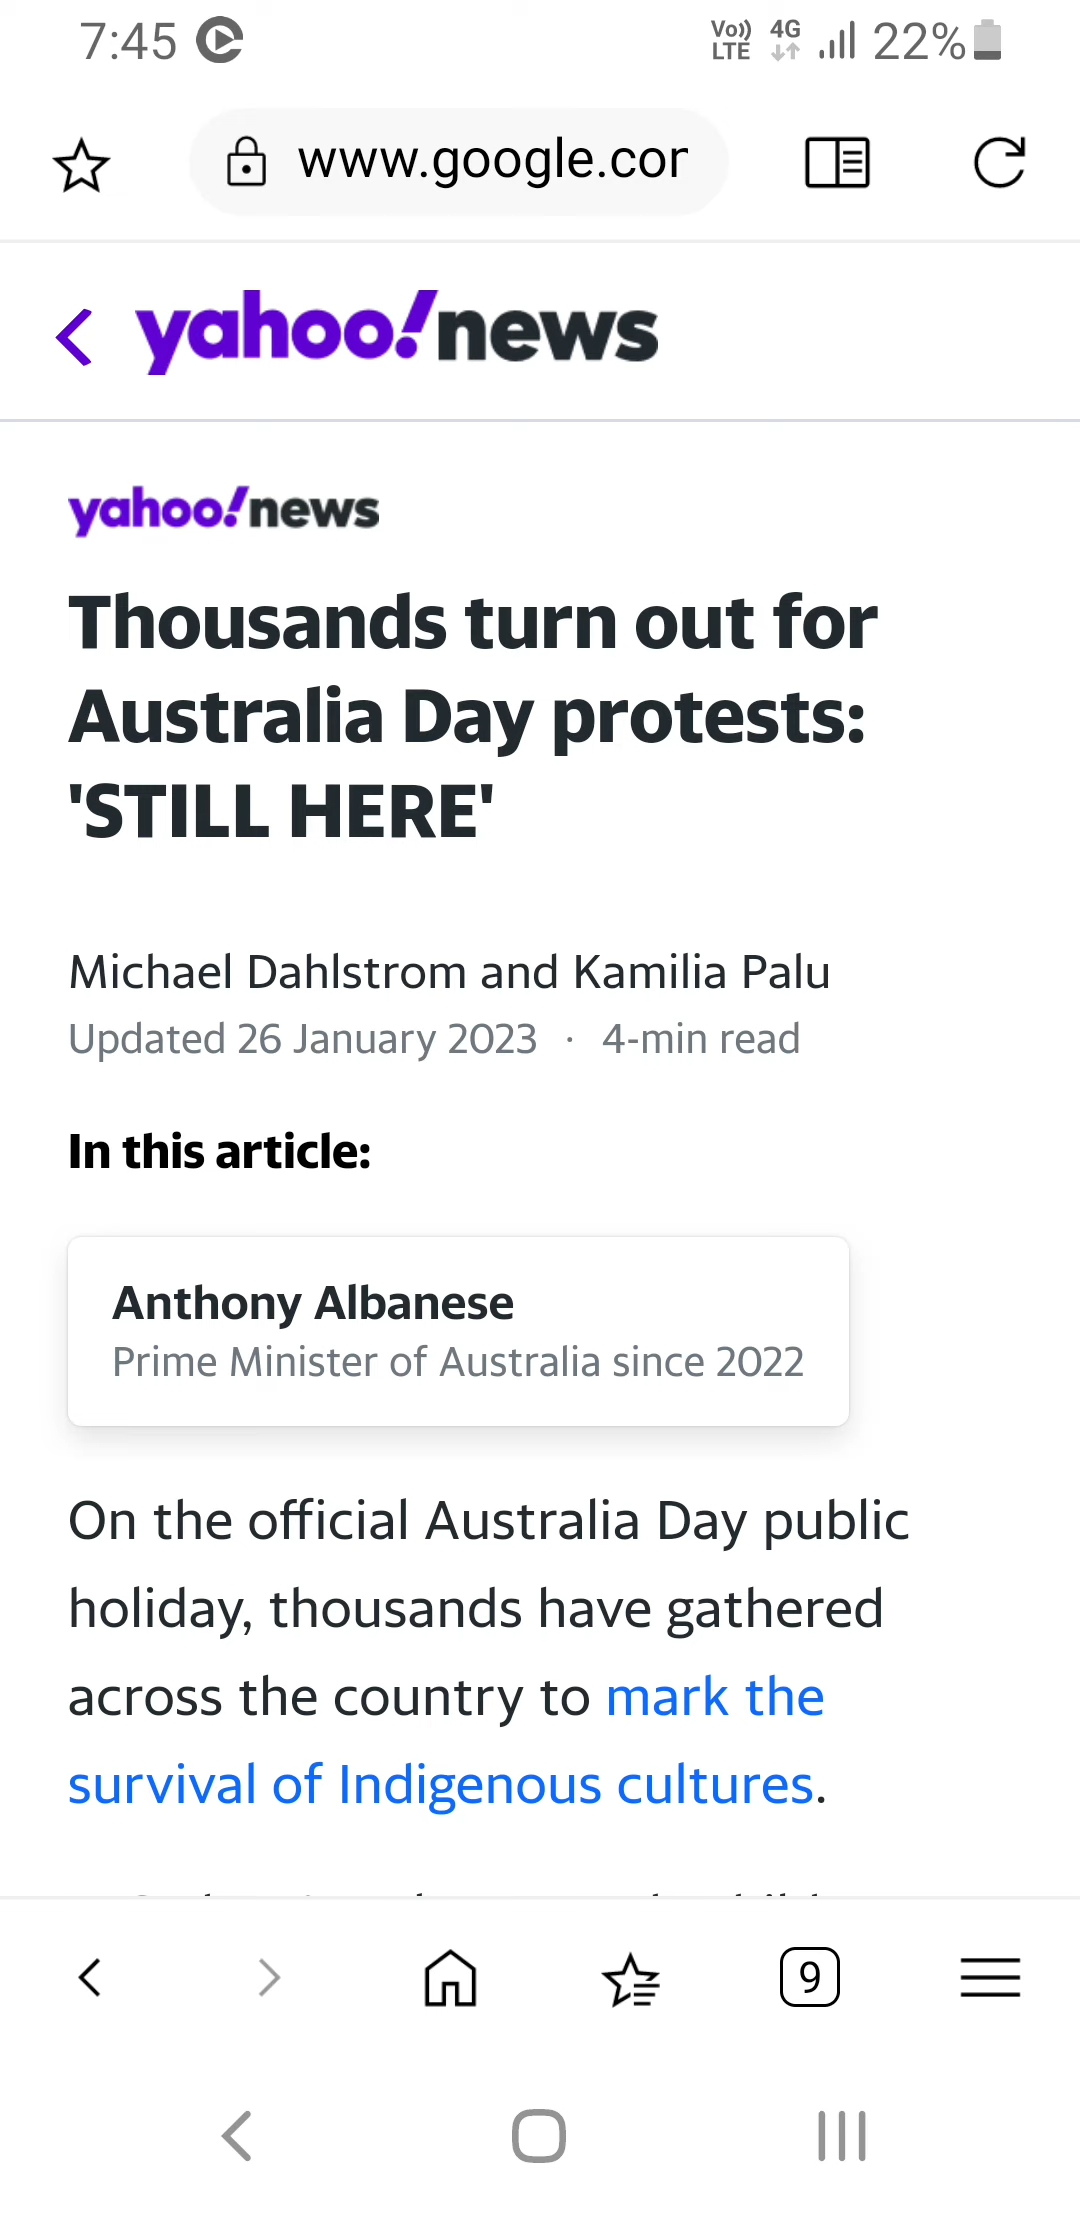 7:45 Vo)) LTE 4G 22%
www.google.cor
yahoo!news
yahoo!news
Thousands turn out for
Australia Day protests:
'STILL HERE'
Michael Dahlstrom and Kamilia Palu
Updated 26 January 2023 · 4-min read
In this article:
Anthony Albanese
Prime Minister of Australia since 2022
On the official Australia Day public
holiday, thousands have gathered
across the country to mark the
survival of Indigenous cultures.
9